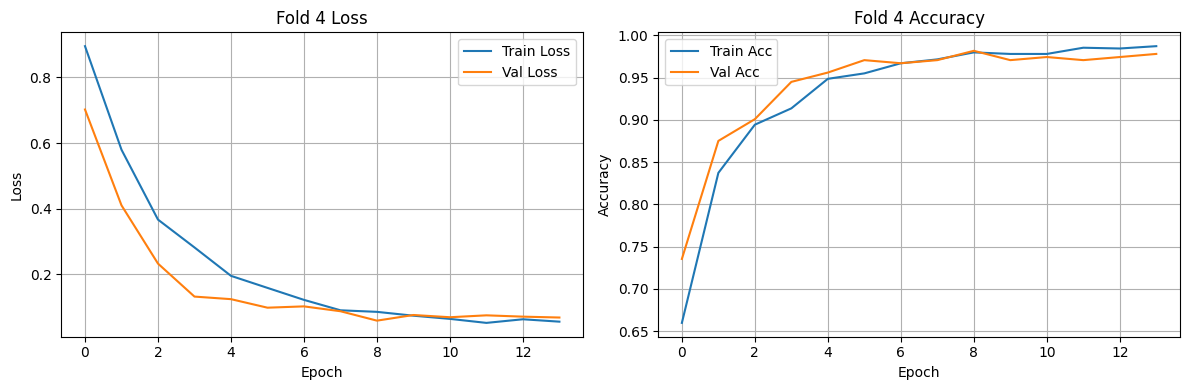 Fold 4 Loss
Train Loss
Val Loss
0.8
0.6
0.4
0.2
Loss
0 2 4 6 8 10 12
Epoch
Fold 4 Accuracy
Train Acc
Val Acc
1.00
0.95
0.90
0.85
0.80
0.75
0.70
0.65
Accuracy
0 2 4 6 8 10 12
Epoch